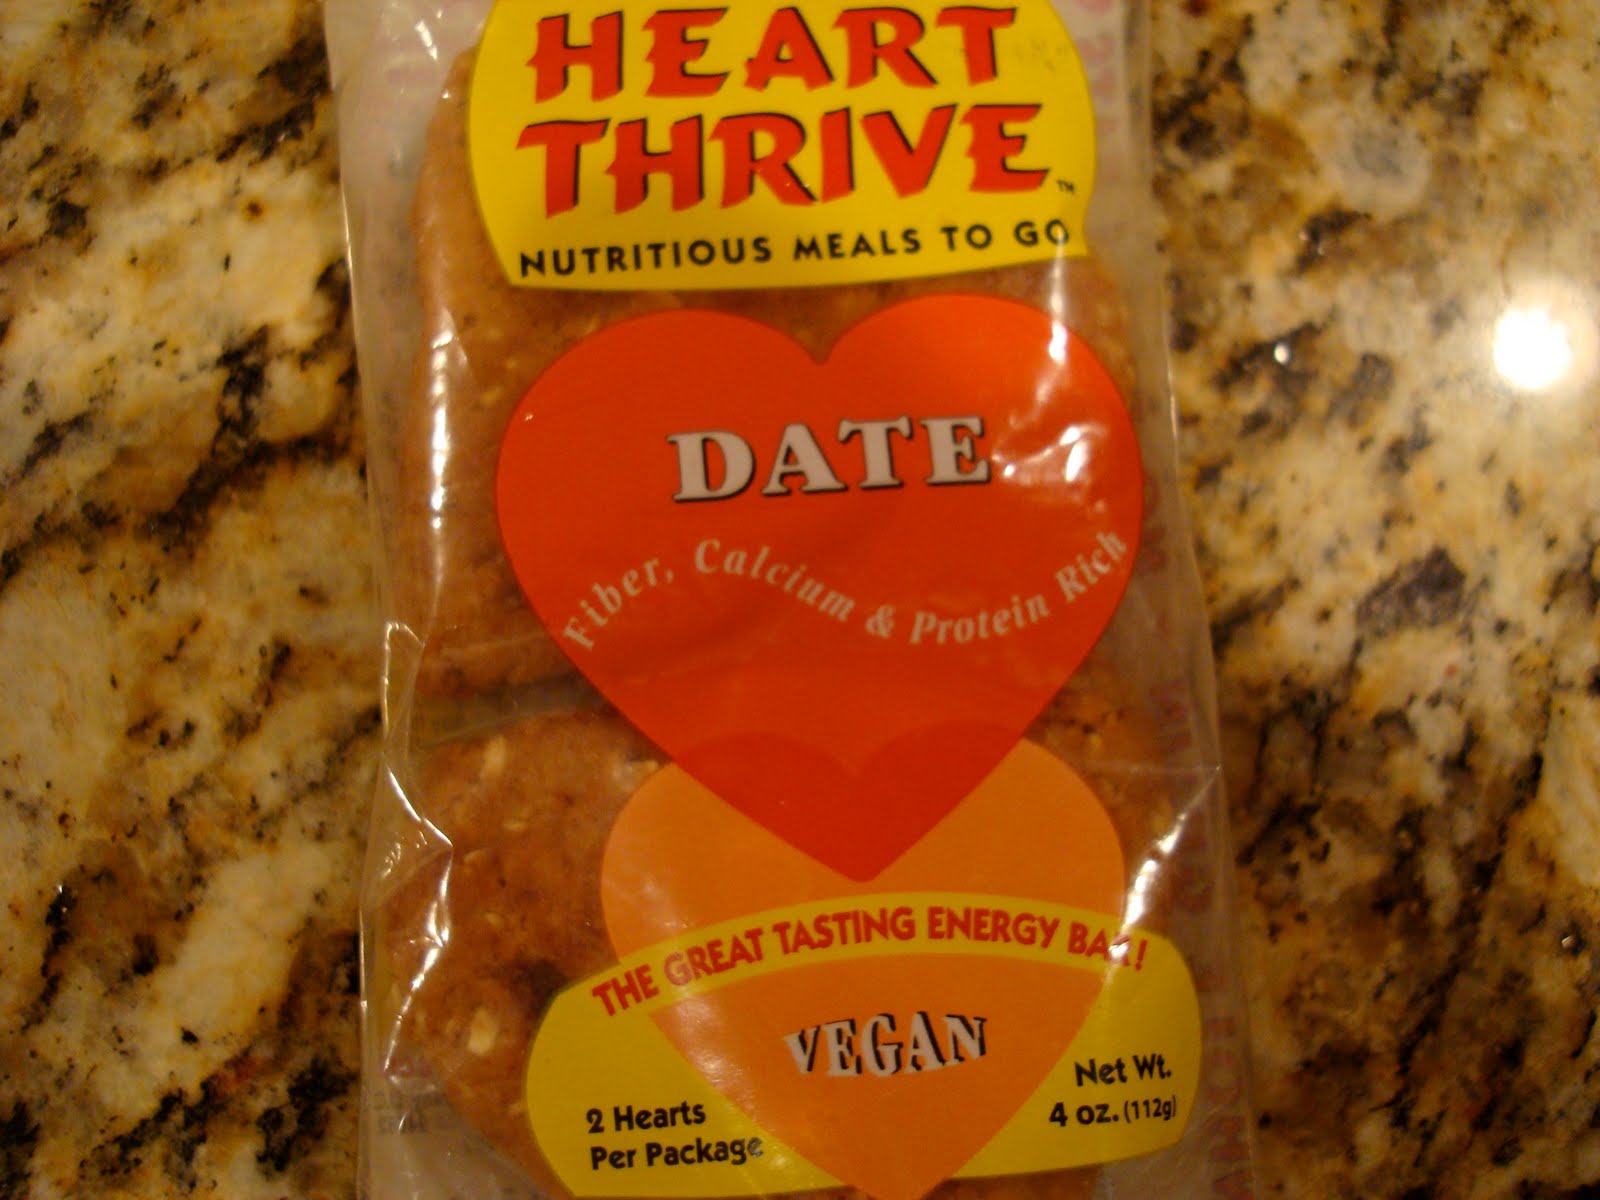 HEART
THRIVE™
NUTRITIOUS MEALS TO GO
DATE
Fiber, Calcium & Protein Rich
THE GREAT TASTING ENERGY BAR!
VEGAN
2 Hearts
Per Package
Net Wt.
4 oz. (112g)